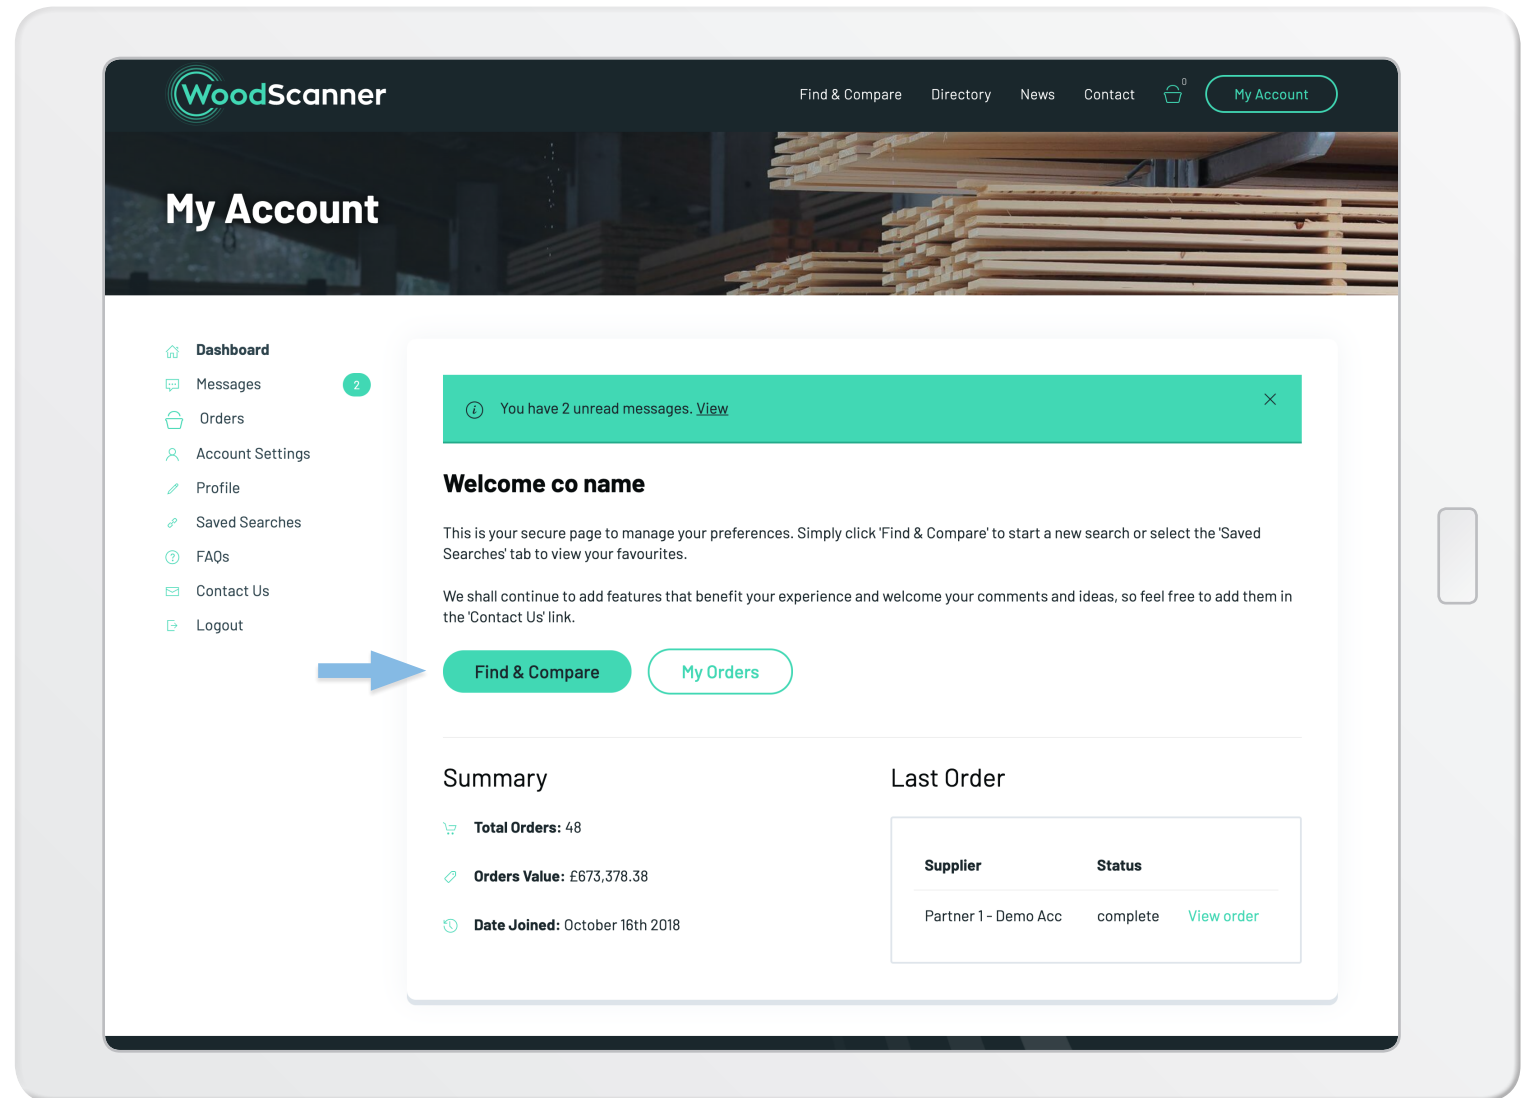 WoodScanner
Find & Compare
Directory
News
Contact
0
My Account
My Account
Dashboard
Messages
2
Orders
Account Settings
Profile
Saved Searches
FAQs
Contact Us
Logout
You have 2 unread messages. View
Welcome co name
This is your secure page to manage your preferences. Simply click 'Find & Compare' to start a new search or select the 'Saved
Searches' tab to view your favourites.
We shall continue to add features that benefit your experience and welcome your comments and ideas, so feel free to add them in
the 'Contact Us' link.
Find & Compare
My Orders
Summary
Total Orders: 48
Orders Value: £673,378.38
Date Joined: October 16th 2018
Last Order
Supplier Status
Partner 1 - Demo Acc complete View order